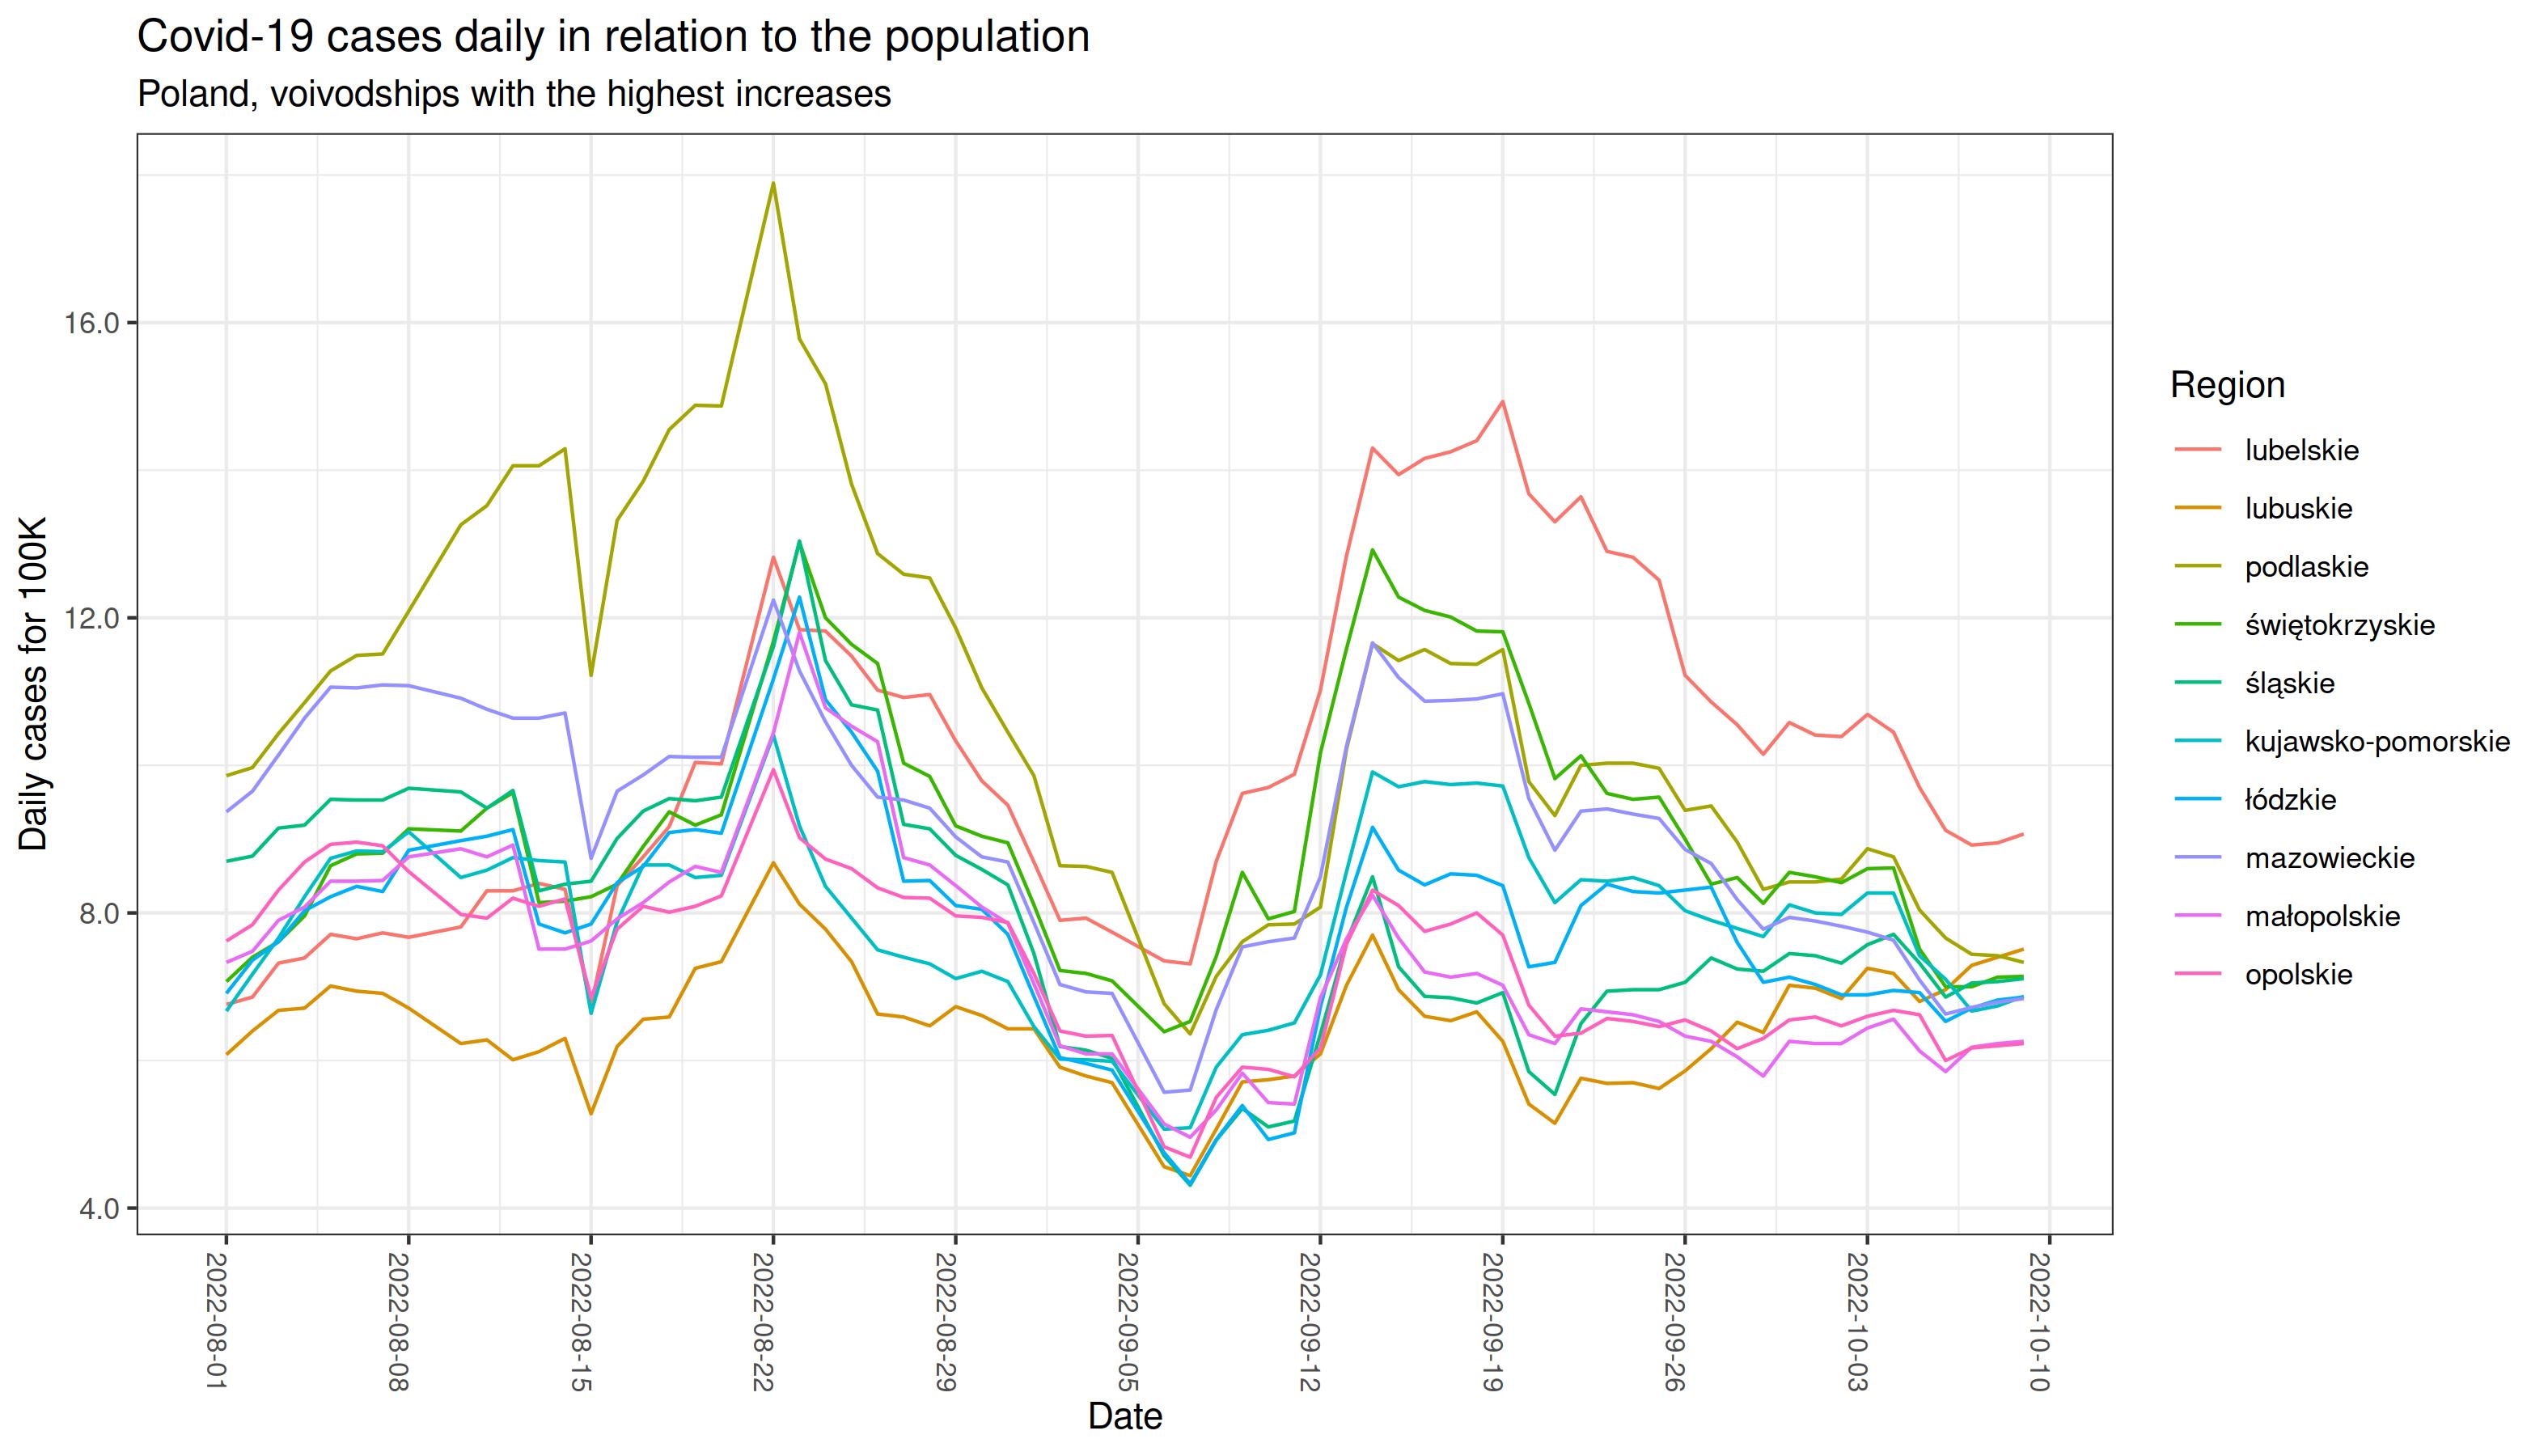 Covid-19 cases daily in relation to the population
Poland, voivodships with the highest increases
Daily cases for 100K
16.0
12.0
8.0
4.0
2022-08-01
2022-08-08
2022-08-15
2022-08-22
2022-08-29
2022-09-05
2022-09-12
2022-09-19
2022-09-26
2022-10-03
2022-10-10
Date
Region
lubelskie
lubuskie
podlaskie
świętokrzyskie
śląskie
kujawsko-pomorskie
łódzkie
mazowieckie
małopolskie
opolskie